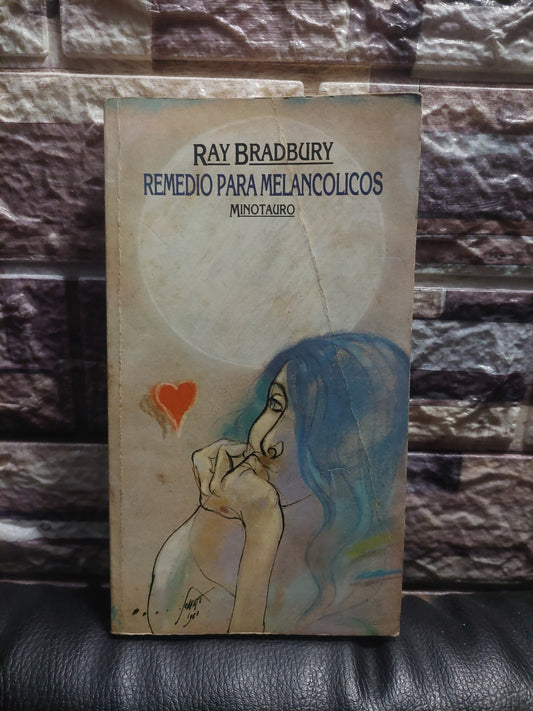 RAY BRADBURY
REMEDIO PARA MELANCOLICOS
MINOTAURO